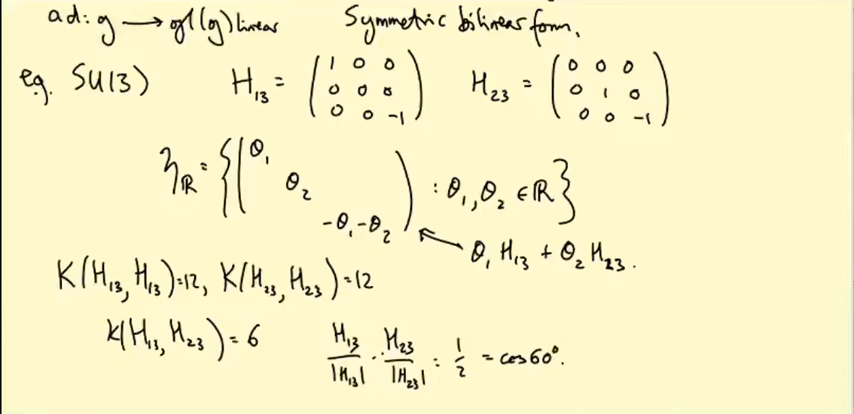 ad: g → gl(g) linear    Symmetric bilinear form.
e.g. SU(3)    H₁₃ = (1 0 0    H₂₃ = (0 0 0
0 0 0    0 1 0
0 0 -1)    0 0 -1)
𝔥_ℝ = {(θ₁
θ₂    ) : θ₁, θ₂ ∈ ℝ}
-θ₁-θ₂
θ₁ H₁₃ + θ₂ H₂₃.
K(H₁₃, H₁₃) = 12, K(H₂₃, H₂₃) = 12
K(H₁₃, H₂₃) = 6    H₁₃/|H₁₃| · H₂₃/|H₂₃| = 1/2 = cos 60°.